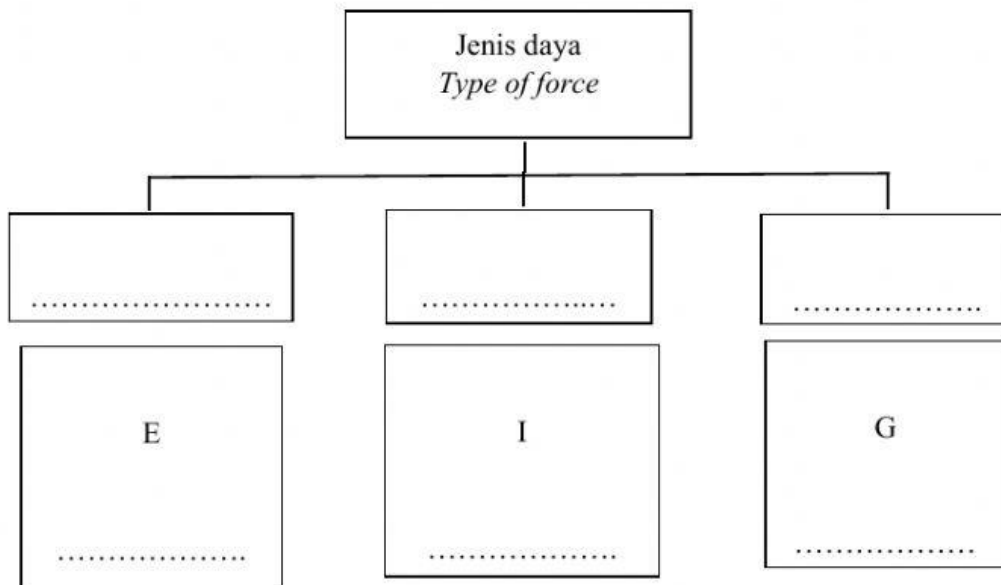 Jenis daya
Type of force
........................
....................
...................
E
I
G
...................
...................
..................